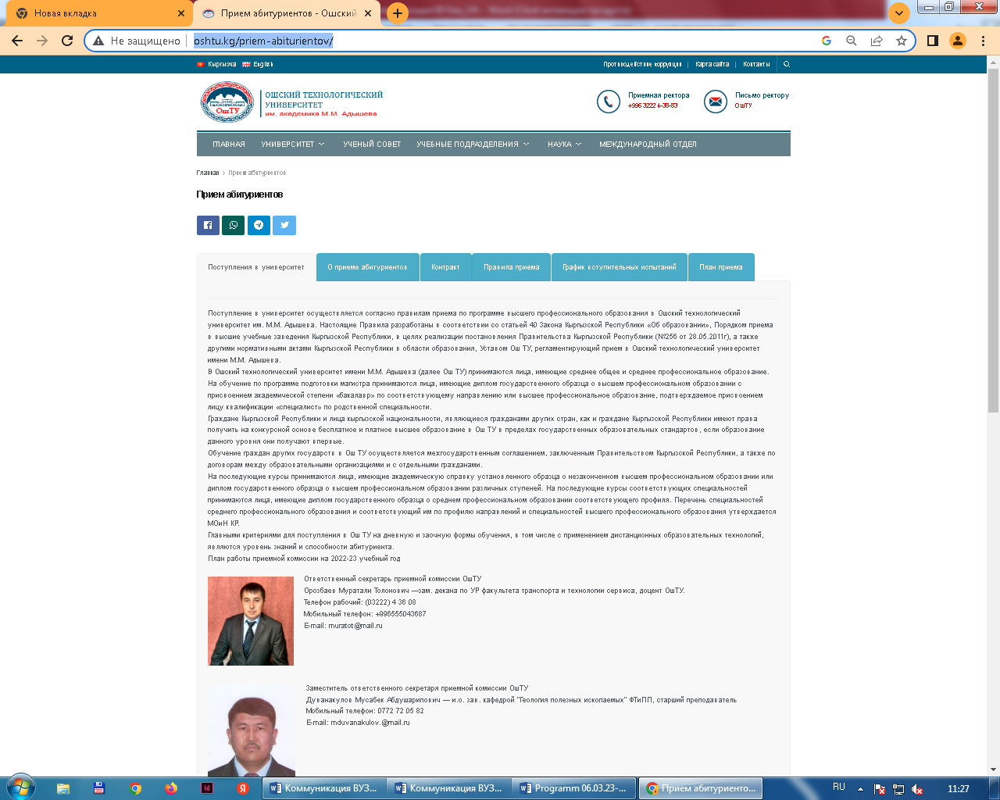 Новая вкладка
Прием абитуриентов - Ошский
Не защищено
oshtu.kg/priem-abiturientov/
Кыргызча
English
Противодействие коррупции
Карта сайта
Контакты
ОШСКИЙ ТЕХНОЛОГИЧЕСКИЙ
УНИВЕРСИТЕТ
им. академика М.М. Адышева
ОшТУ
Приемная ректора
+996 3222 4-38-83
Письмо ректору
ОшТУ
ГЛАВНАЯ УНИВЕРСИТЕТ УЧЕНЫЙ СОВЕТ УЧЕБНЫЕ ПОДРАЗДЕЛЕНИЯ НАУКА МЕЖДУНАРОДНЫЙ ОТДЕЛ
Главная > Прием абитуриентов
Прием абитуриентов
Поступления в университет
О приеме абитуриентов
Контракт
Правила приема
График вступительных испытаний
План приема
Поступление в университет осуществляется согласно правилам приема по программе высшего профессионального образования в Ошский технологический
университет им. М.М. Адышева. Настоящие Правила разработаны в соответствии со статьей 40 Закона Кыргызской Республики «Об образовании», Порядком приема
в высшие учебные заведения Кыргызской Республики, в целях реализации постановления Правительства Кыргызской Республики (№256 от 28.05.2011г), а также
другими нормативными актами Кыргызской Республики в области образования, Уставом Ош ТУ, регламентирующий прием в Ошский технологический университет
имени М.М. Адышева.
В Ошский технологический университет имени М.М. Адышева (далее Ош ТУ) принимаются лица, имеющие среднее общее и среднее профессиональное образование.
На обучение по программе подготовки магистра принимаются лица, имеющие диплом государственного образца о высшем профессиональном образовании с
присвоением академической степени «бакалавр» по соответствующему направлению или высшее профессиональное образование, подтверждаемое присвоением
лицу квалификации «специалист» по родственной специальности.
Граждане Кыргызской Республики и лица кыргызской национальности, являющиеся гражданами других стран, как и граждане Кыргызской Республики имеют права
получить на конкурсной основе бесплатное и платное высшее образование в Ош ТУ в пределах государственных образовательных стандартов, если образование
данного уровня они получают впервые.
Обучение граждан других государств в Ош ТУ осуществляется межгосударственным соглашением, заключенным Правительством Кыргызской Республики, а также по
договорам между образовательными организациями и с отдельными гражданами.
На последующие курсы принимаются лица, имеющие академическую справку установленного образца о незаконченном высшем профессиональном образовании или
диплом государственного образца о высшем профессиональном образовании различных ступеней. На последующие курсы соответствующих специальностей
принимаются лица, имеющие диплом государственного образца о среднем профессиональном образовании соответствующего профиля. Перечень специальностей
среднего профессионального образования и соответствующий им по профилю направлений и специальностей высшего профессионального образования утверждается
МОиН КР.
Главными критериями для поступления в Ош ТУ на дневную и заочную формы обучения, в том числе с применением дистанционных образовательных технологий,
являются уровень знаний и способности абитуриента.
План работы приемной комиссии на 2022-23 учебный год
Ответственный секретарь приемной комиссии ОшТУ
Орозбаев Муратали Толонович —зам. декана по УР факультета транспорта и технологии сервиса, доцент ОшТУ.
Телефон рабочий: (03222) 4 36 08
Мобильный телефон: +996555043687
E-mail: muratot@mail.ru
Заместитель ответственного секретаря приемной комиссии ОшТУ
Дуванакулов Мусабек Абдушарипович — и.о. зав. кафедрой "Геология полезных ископаемых" ФТиПП, старший преподаватель
Мобильный телефон: 0772 72 05 82
E-mail: mduvanakulov.@mail.ru
Коммуникация ВУЗ...
Коммуникация ВУЗ...
Programm 06.03.23-...
Прием абитуриенто...
RU
11:27